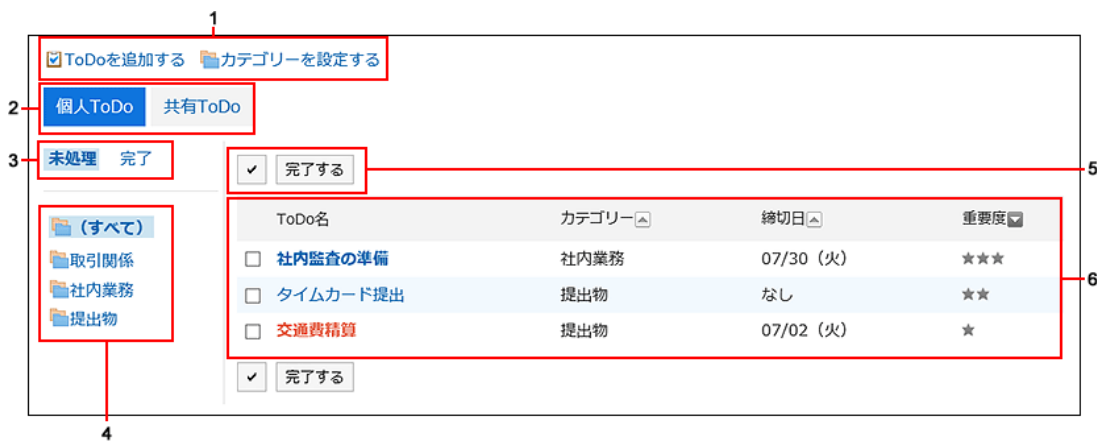 1
ToDoを追加する カテゴリーを設定する
2 個人ToDo 共有ToDo
3 未処理 完了
完了する 5
ToDo名 カテゴリー 締切日 重要度
(すべて)
社内監査の準備 社内業務 07/30（火） ★★★
取引関係
6
タイムカード提出 提出物 なし ★★
社内業務
提出物
交通費精算 提出物 07/02（火） ★
完了する
4